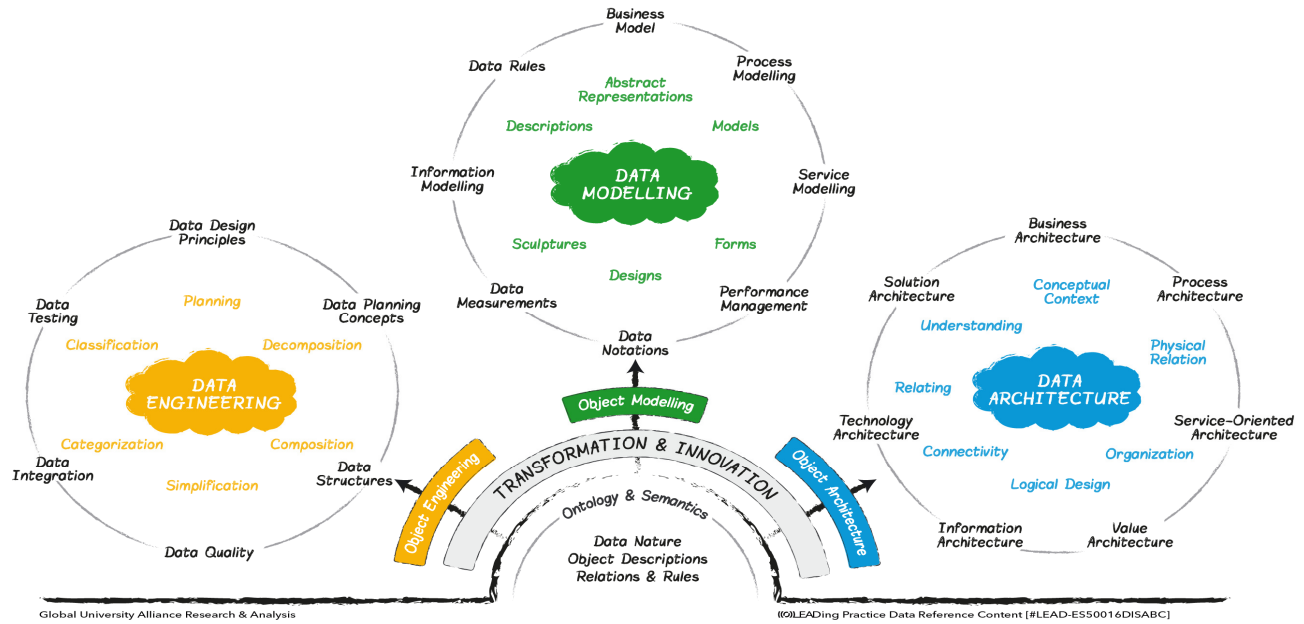 Business
Model
Process
Modelling
Service
Modelling
Performance
Management
Data
Notations
Data
Measurements
Information
Modelling
Data Rules
Abstract
Representations
Models
Forms
Designs
Sculptures
Descriptions
DATA
MODELLING
Data Design
Principles
Data Planning
Concepts
Data
Structures
Data Quality
Data
Integration
Data
Testing
Planning
Decomposition
Composition
Simplification
Categorization
Classification
DATA
ENGINEERING
Business
Architecture
Process
Architecture
Service-Oriented
Architecture
Value
Architecture
Information
Architecture
Technology
Architecture
Solution
Architecture
Conceptual
Context
Physical
Relation
Organization
Logical Design
Connectivity
Relating
Understanding
DATA
ARCHITECTURE
Object Engineering
Object Modelling
Object Architecture
TRANSFORMATION & INNOVATION
Ontology & Semantics
Data Nature
Object Descriptions
Relations & Rules
Global University Alliance Research & Analysis
((©))LEADing Practice Data Reference Content [#LEAD-ES50016DISABC]